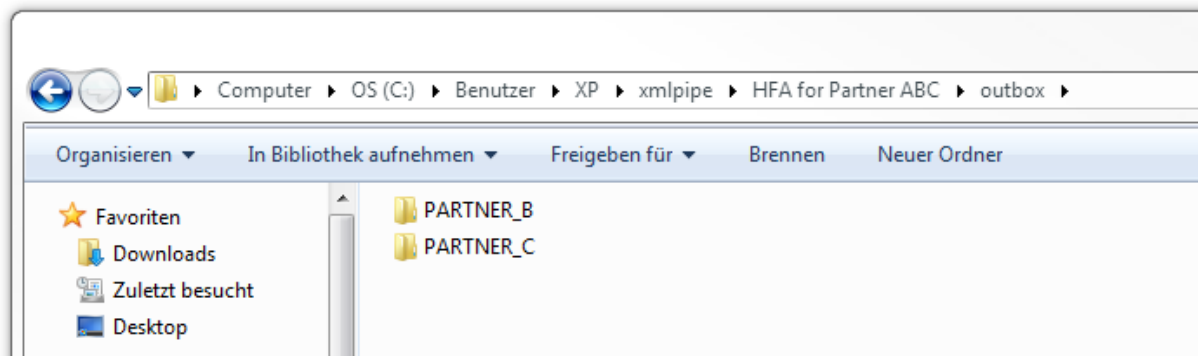 Computer OS (C:) Benutzer XP xmlpipe HFA for Partner ABC outbox
Organisieren In Bibliothek aufnehmen Freigeben für Brennen Neuer Ordner
Favoriten
Downloads
Zuletzt besucht
Desktop
PARTNER_B
PARTNER_C